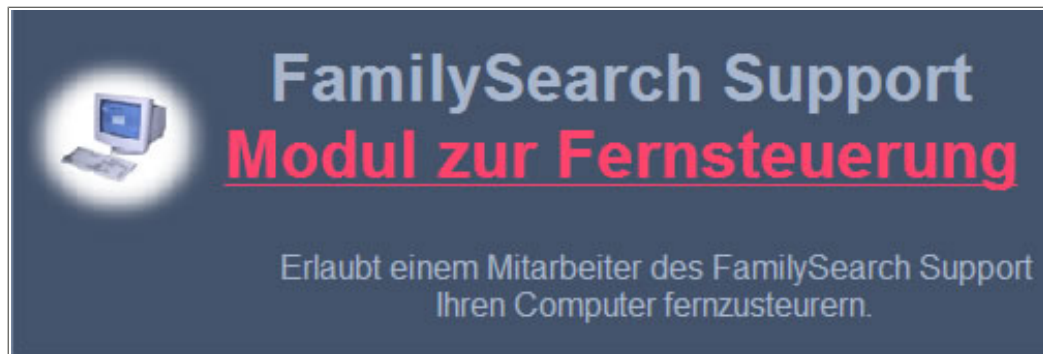 FamilySearch Support
Modul zur Fernsteuerung
Erlaubt einem Mitarbeiter des FamilySearch Support
Ihren Computer fernzusteurern.